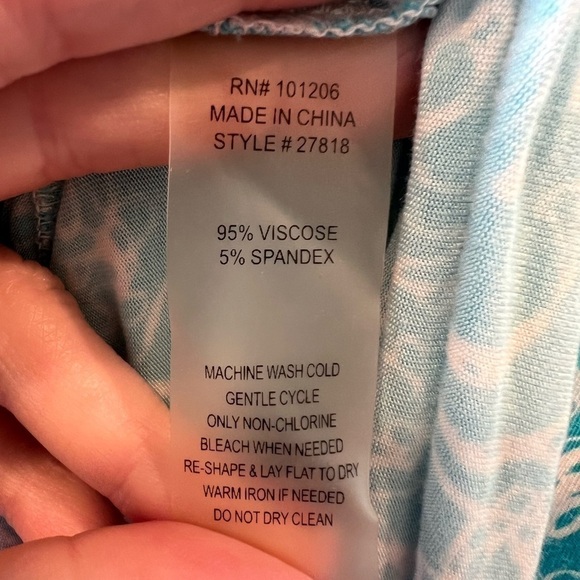 RN# 101206
MADE IN CHINA
STYLE # 27818
95% VISCOSE
5% SPANDEX
MACHINE WASH COLD
GENTLE CYCLE
ONLY NON-CHLORINE
BLEACH WHEN NEEDED
RE-SHAPE & LAY FLAT TO DRY
WARM IRON IF NEEDED
DO NOT DRY CLEAN